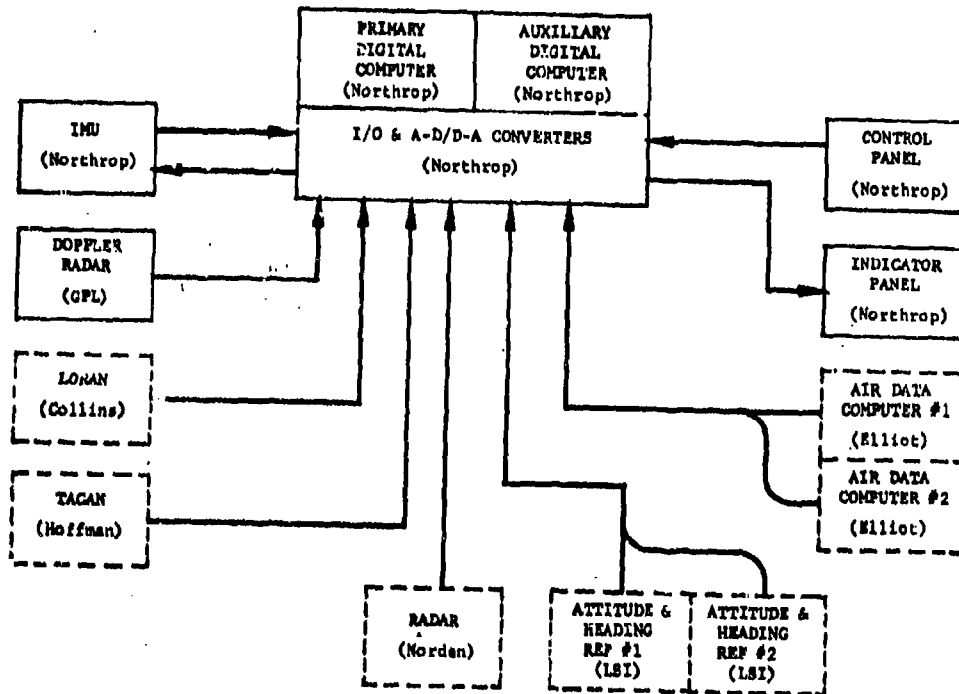 PRIMARY
DIGITAL
COMPUTER
(Northrop)
AUXILIARY
DIGITAL
COMPUTER
(Northrop)
I/O & A-D/D-A CONVERTERS
(Northrop)
IMU
(Northrop)
CONTROL
PANEL
(Northrop)
DOPPLER
RADAR
(GPL)
INDICATOR
PANEL
(Northrop)
LORAN
(Collins)
AIR DATA
COMPUTER #1
(Elliot)
TACAN
(Hoffman)
AIR DATA
COMPUTER #2
(Elliot)
RADAR
(Norden)
ATTITUDE &
HEADING
REF #1
(LSI)
ATTITUDE &
HEADING
REF #2
(LSI)